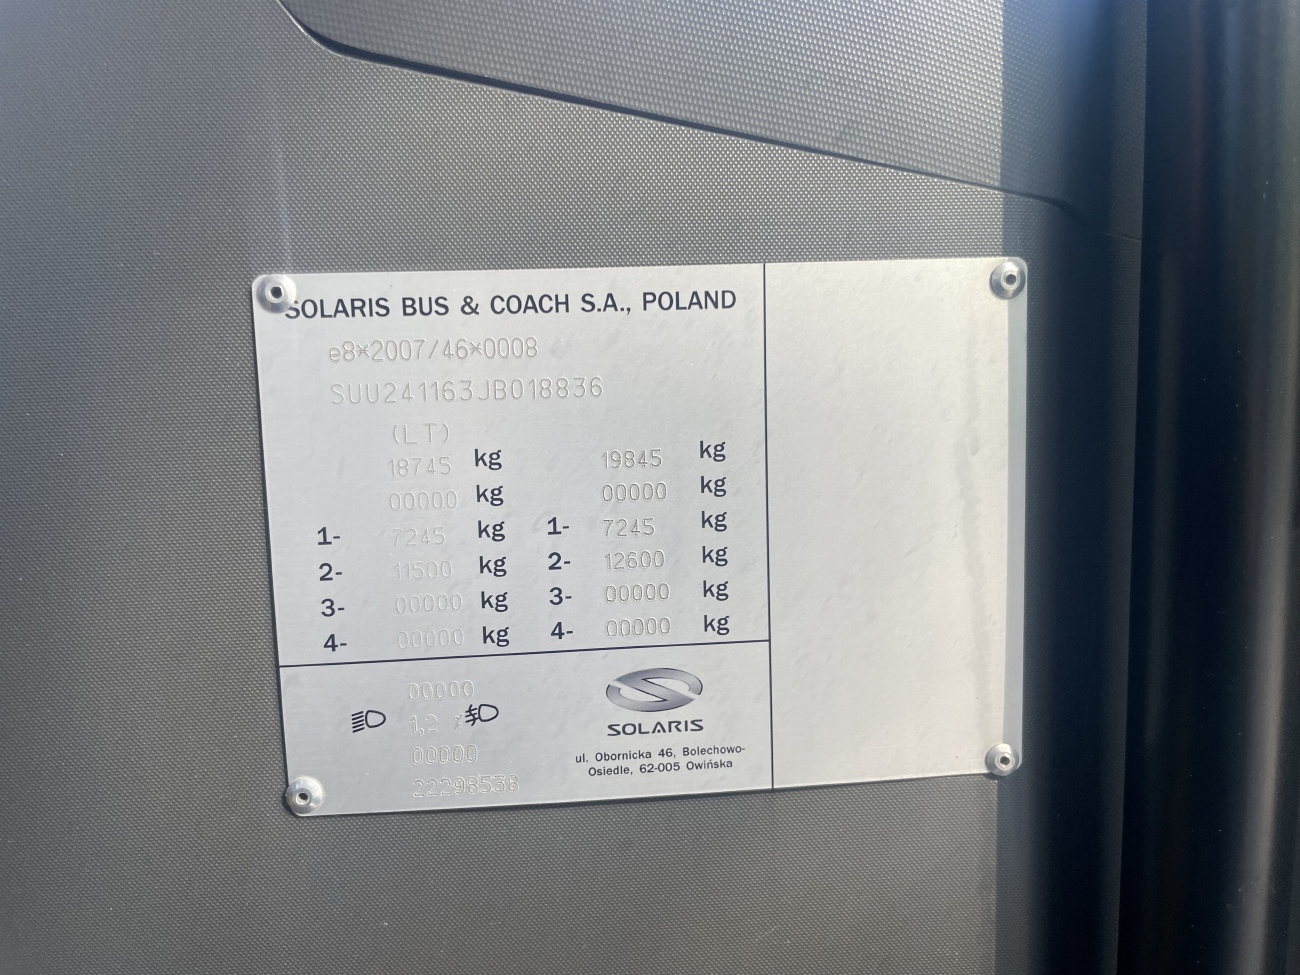 SOLARIS BUS & COACH S.A., POLAND
e8*2007/46*0008
SUU241163JB018836
(LT)
18745 kg 19845 kg
00000 kg 00000 kg
1- 7245 kg 1- 7245 kg
2- 11500 kg 2- 12600 kg
3- 00000 kg 3- 00000 kg
4- 00000 kg 4- 00000 kg
00000
1,2
00000
22298538
SOLARIS
ul. Obornicka 46, Bolechowo-
Osiedle, 62-005 Owińska